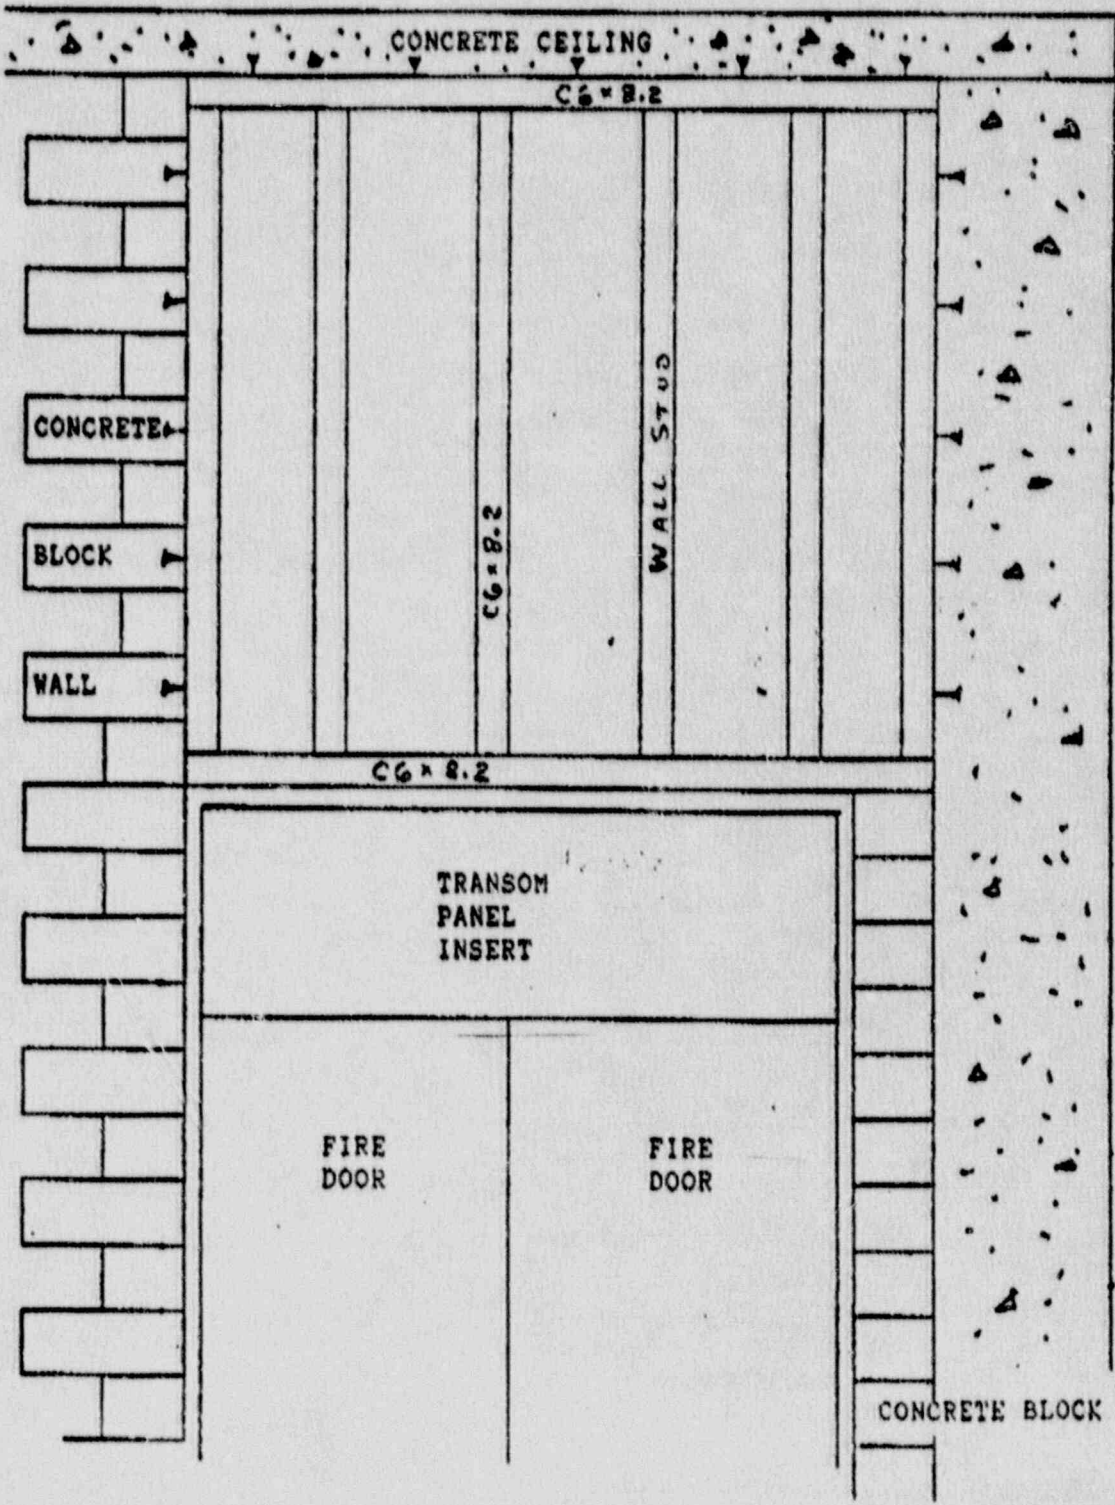 CONCRETE CEILING
C6 × 8.2
CONCRETE
BLOCK
WALL
C6 × 8.2
WALL STUD
C6 × 8.2
TRANSOM
PANEL
INSERT
FIRE
DOOR
FIRE
DOOR
CONCRETE BLOCK